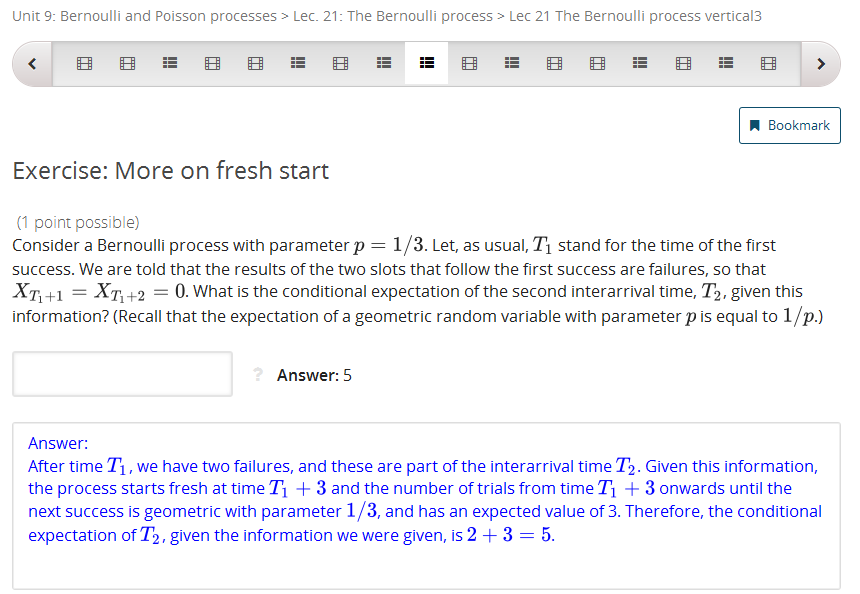 Unit 9: Bernoulli and Poisson processes > Lec. 21: The Bernoulli process > Lec 21 The Bernoulli process vertical3
Bookmark
Exercise: More on fresh start
(1 point possible)
Consider a Bernoulli process with parameter p = 1/3. Let, as usual, T₁ stand for the time of the first
success. We are told that the results of the two slots that follow the first success are failures, so that
X_{T₁+1} = X_{T₁+2} = 0. What is the conditional expectation of the second interarrival time, T₂, given this
information? (Recall that the expectation of a geometric random variable with parameter p is equal to 1/p.)
? Answer: 5
Answer:
After time T₁, we have two failures, and these are part of the interarrival time T₂. Given this information,
the process starts fresh at time T₁ + 3 and the number of trials from time T₁ + 3 onwards until the
next success is geometric with parameter 1/3, and has an expected value of 3. Therefore, the conditional
expectation of T₂, given the information we were given, is 2 + 3 = 5.